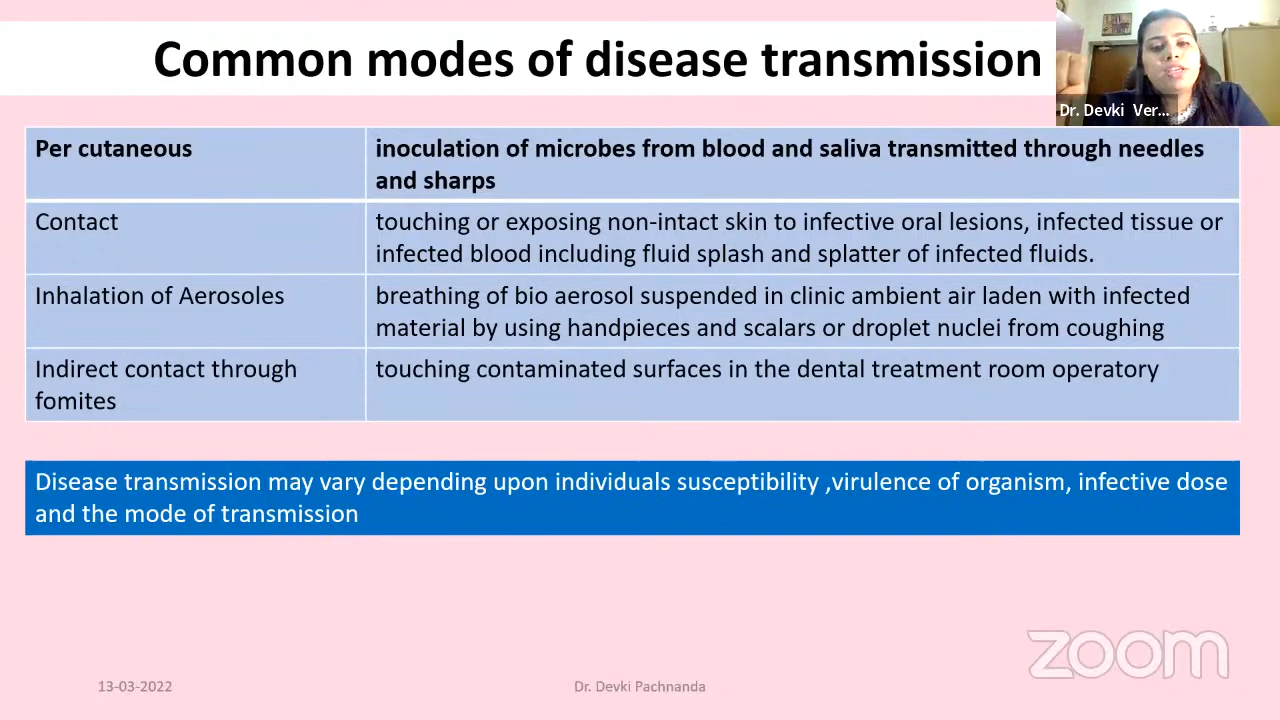 Common modes of disease transmission
Dr. Devki Ver...
Per cutaneous
inoculation of microbes from blood and saliva transmitted through needles
and sharps
Contact
touching or exposing non-intact skin to infective oral lesions, infected tissue or
infected blood including fluid splash and splatter of infected fluids.
Inhalation of Aerosoles
breathing of bio aerosol suspended in clinic ambient air laden with infected
material by using handpieces and scalars or droplet nuclei from coughing
Indirect contact through
fomites
touching contaminated surfaces in the dental treatment room operatory
Disease transmission may vary depending upon individuals susceptibility ,virulence of organism, infective dose
and the mode of transmission
zoom
13-03-2022
Dr. Devki Pachnanda